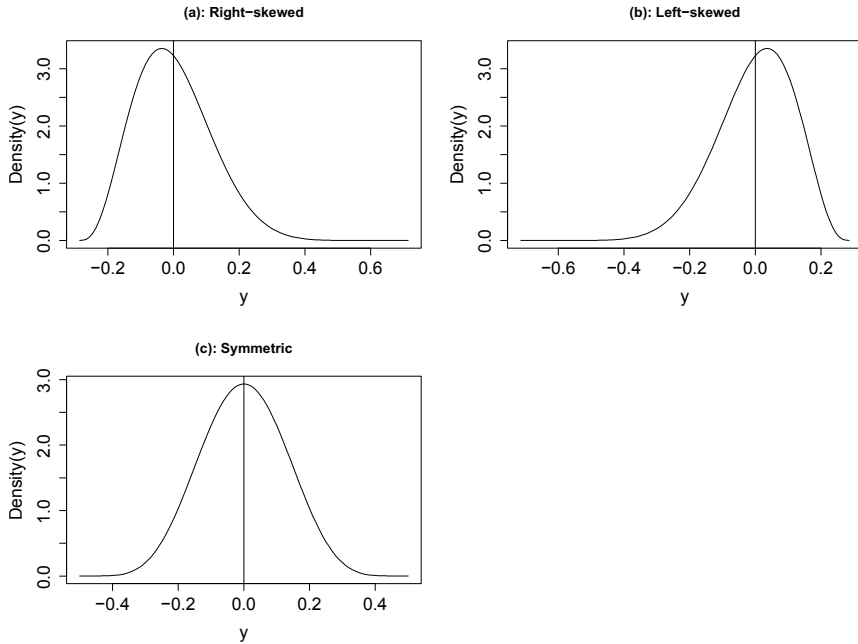 (a): Right−skewed
Density(y)
0.0 1.0 2.0 3.0
−0.2 0.0 0.2 0.4 0.6
y
(b): Left−skewed
Density(y)
0.0 1.0 2.0 3.0
−0.6 −0.4 −0.2 0.0 0.2
y
(c): Symmetric
Density(y)
0.0 1.0 2.0 3.0
−0.4 −0.2 0.0 0.2 0.4
y